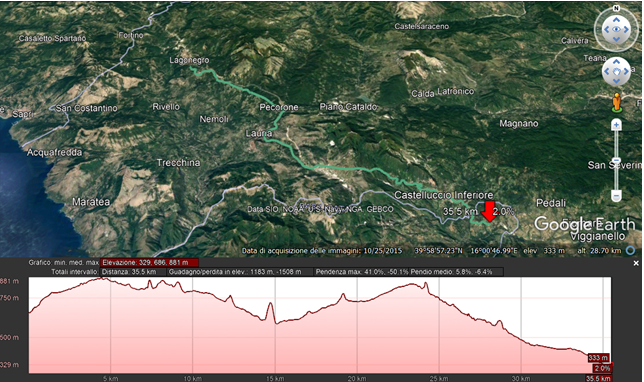 N
Castelsaraceno
Fortino
Casaletto Spartano
Calvera
Teana
Lagonegro
Calda
Latronico
Sapri
San Costantino
Rivello
Pecorone
Piano Cataldo
Nemoli
Magnano
Lauria
Acquafredda
Trecchina
San Severin
Castelluccio Inferiore
Maratea
Pedali
35.5 km
2.0%
Data SIO, NOAA, U.S. Navy, NGA, GEBCO
Google Earth
Viggianello
Data di acquisizione delle immagini: 10/25/2015 39°58'57.23"N 16°00'46.99"E elev 333 m alt 28.70 km
Grafico min. med. max Elevazione: 329, 686, 881 m
Totali intervallo: Distanza: 35.5 km Guadagno/perdita in elev.: 1183 m, -1508 m Pendenza max: 41.0%, -50.1% Pendio medio: 5.8%, -6.4%
881 m
750 m
500 m
329 m
333 m
2.0%
5 km 10 km 15 km 20 km 25 km 30 km 35.5 km